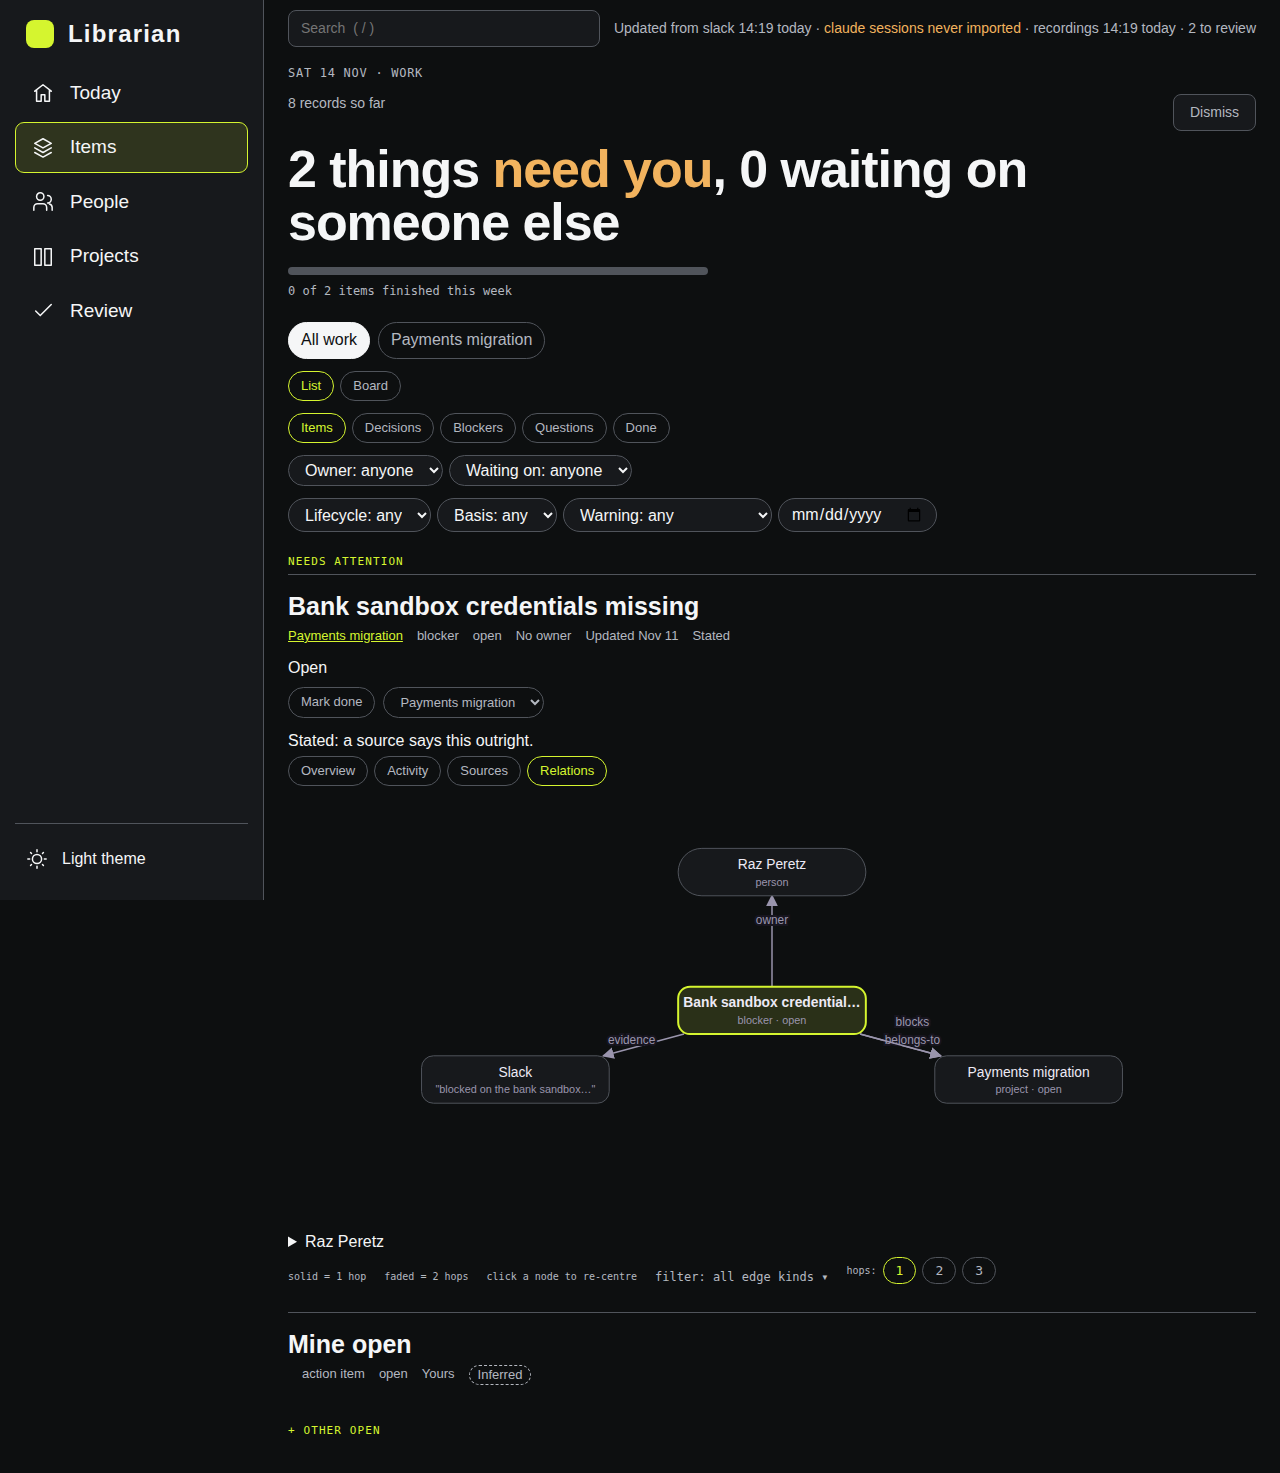 Librarian
Today
Items
People
Projects
Review
Light theme
Search ( / )
Updated from slack 14:19 today · claude sessions never imported · recordings 14:19 today · 2 to review
SAT 14 NOV · WORK
8 records so far
Dismiss
2 things need you, 0 waiting on
someone else
0 of 2 items finished this week
All work Payments migration
List Board
Items Decisions Blockers Questions Done
Owner: anyone Waiting on: anyone
Lifecycle: any Basis: any Warning: any mm/dd/yyyy
NEEDS ATTENTION
Bank sandbox credentials missing
Payments migration blocker open No owner Updated Nov 11 Stated
Open
Mark done Payments migration
Stated: a source says this outright.
Overview Activity Sources Relations
Raz Peretz
person
owner
Bank sandbox credential…
blocker · open
blocks
evidence
belongs-to
Slack
"blocked on the bank sandbox…"
Payments migration
project · open
▶ Raz Peretz
solid = 1 hop faded = 2 hops click a node to re-centre filter: all edge kinds ▾ hops: 1 2 3
Mine open
action item open Yours Inferred
+ OTHER OPEN